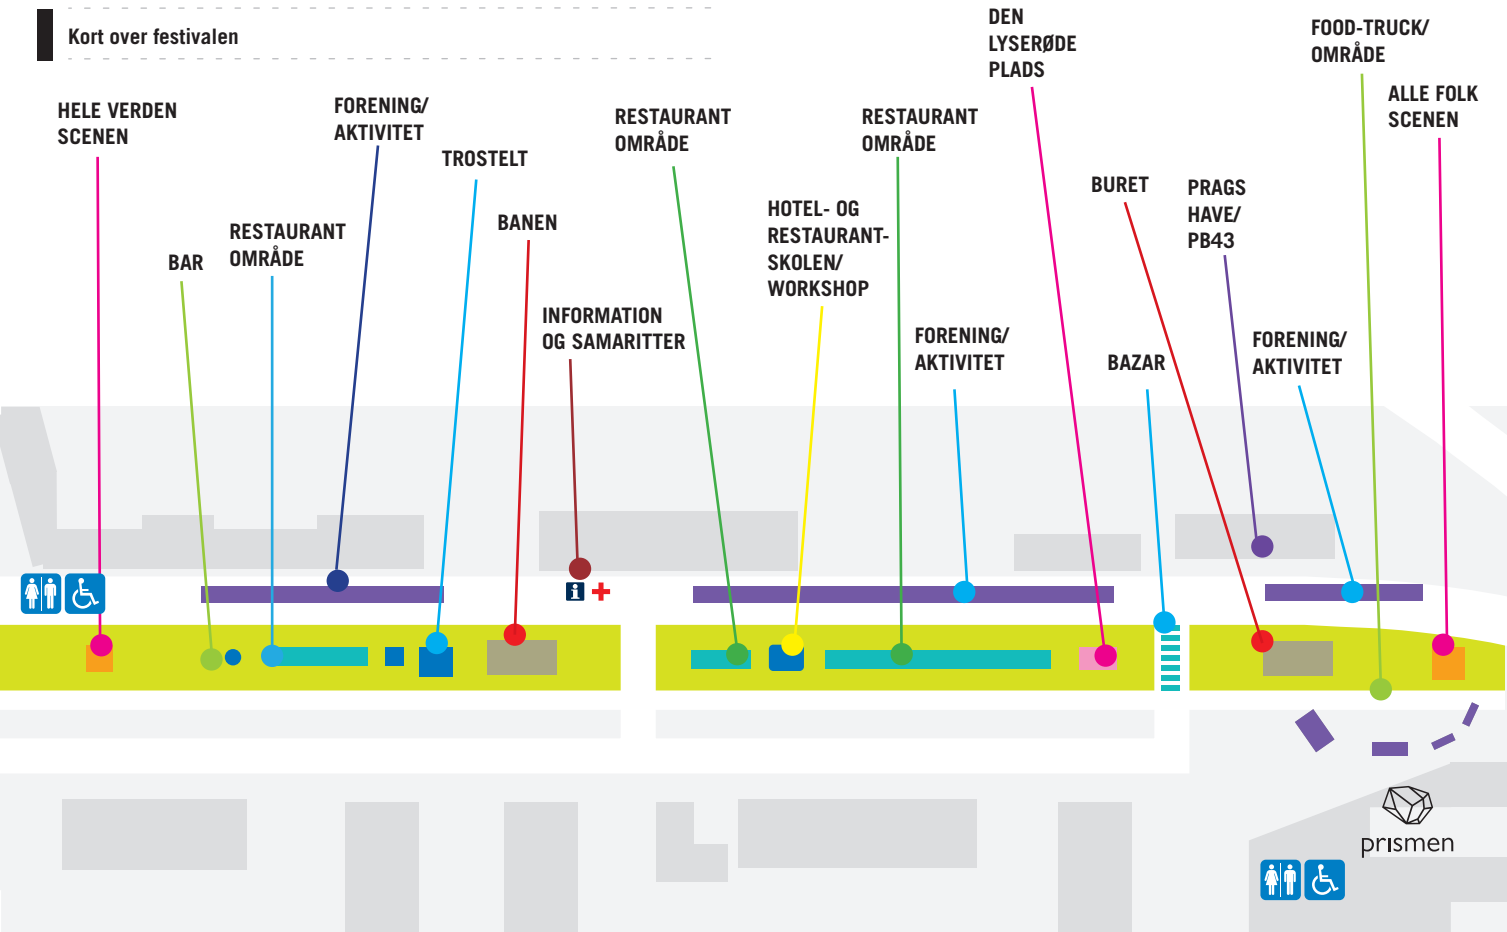 Kort over festivalen
HELE VERDEN
SCENEN
BAR
RESTAURANT
OMRÅDE
FORENING/
AKTIVITET
TROSTELT
BANEN
INFORMATION
OG SAMARITTER
RESTAURANT
OMRÅDE
HOTEL- OG
RESTAURANT-
SKOLEN/
WORKSHOP
RESTAURANT
OMRÅDE
FORENING/
AKTIVITET
DEN
LYSERØDE
PLADS
BAZAR
BURET
PRAGS
HAVE/
PB43
FORENING/
AKTIVITET
FOOD-TRUCK/
OMRÅDE
ALLE FOLK
SCENEN
i
prismen